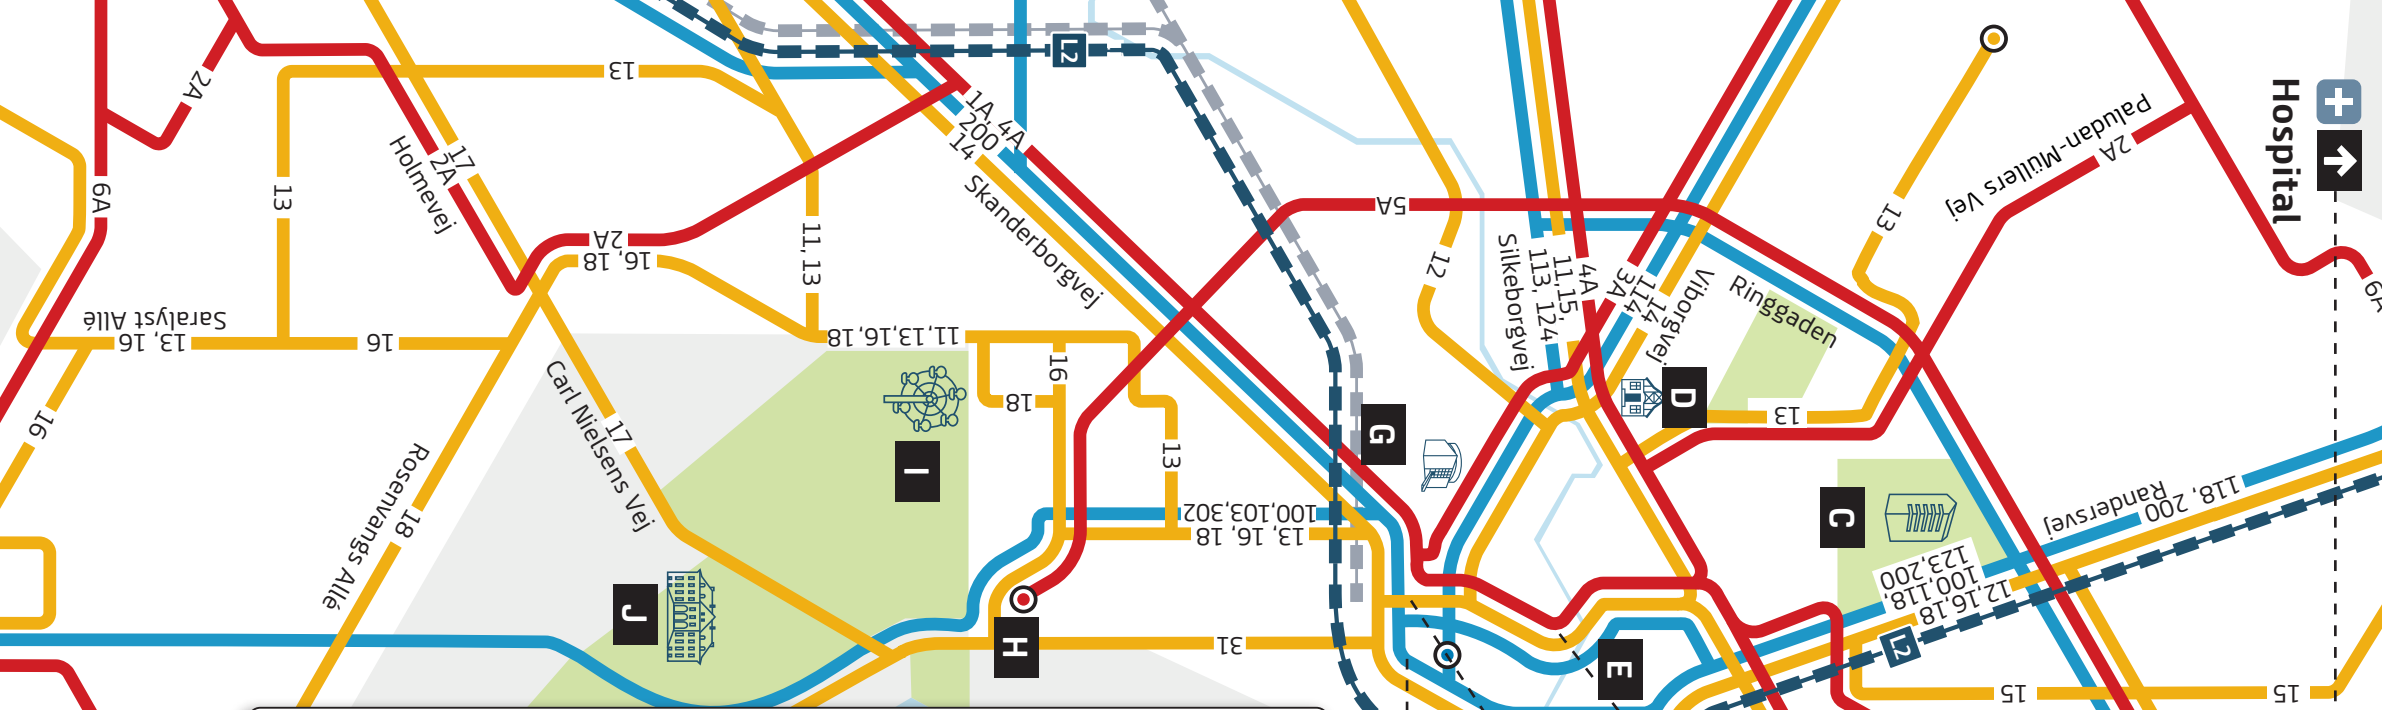 L2
13
2A
1A, 4A
200
14
Skanderborgvej
6A
13
Holmevej
2A
17
11, 13
2A
16, 18
Saralyst Allé
13, 16
16
16
11,13,16,18
16
18
13
Carl Nielsens Vej
17
Rosenvangs Allé
18
I
J
H
31
100,103,302
13, 16, 18
G
5A
12
Silkeborgvej
113, 124
11,15,
4A
3A
114
14
Viborgvej
Ringgaden
13
Paludan-Müllers Vej
2A
Hospital
6A
D
13
C
Randersvej
118, 200
100, 118,
123,200
12,16,18
L2
E
15
15